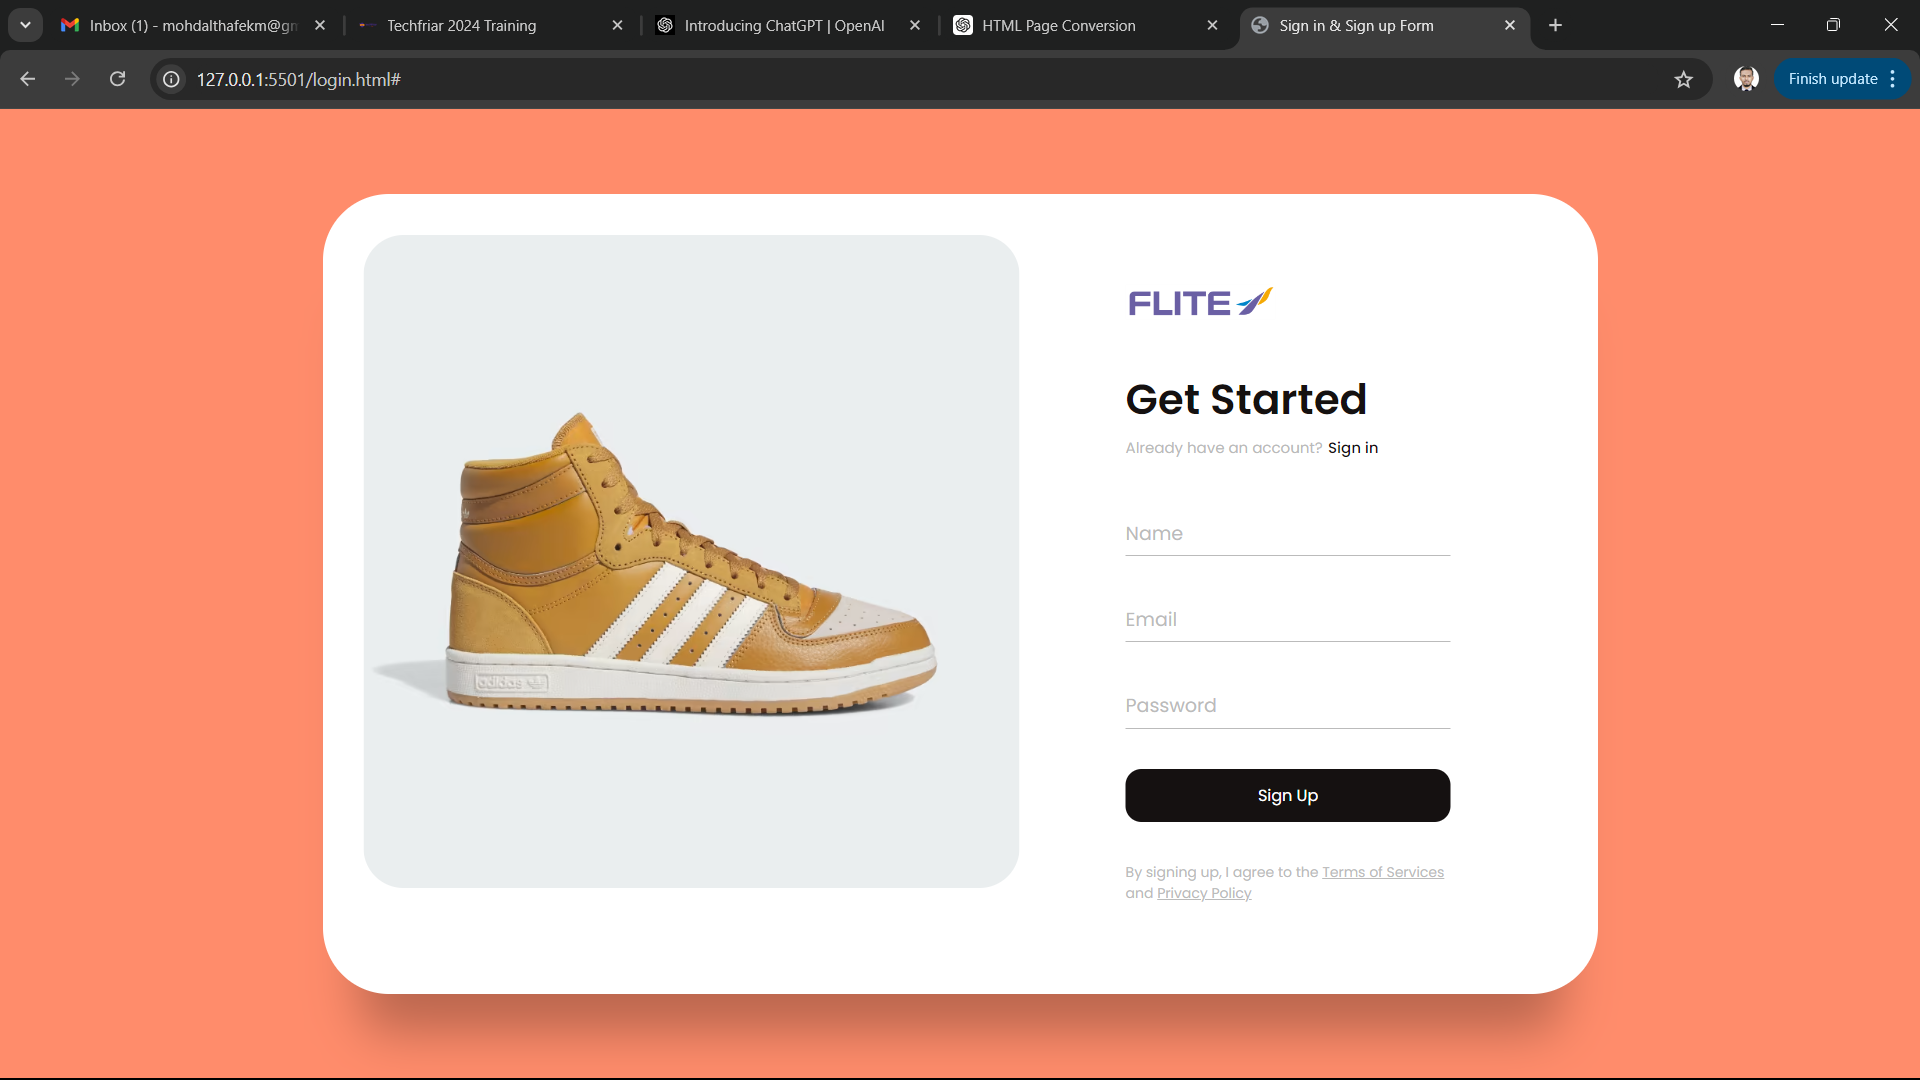 Inbox (1) - mohdalthafekm@gm
Techfriar 2024 Training
Introducing ChatGPT | OpenAI
HTML Page Conversion
Sign in & Sign up Form
127.0.0.1:5501/login.html#
Finish update
FLITE
Get Started
Already have an account? Sign in
Name
Email
Password
adidas
Sign Up
By signing up, I agree to the Terms of Services
and Privacy Policy